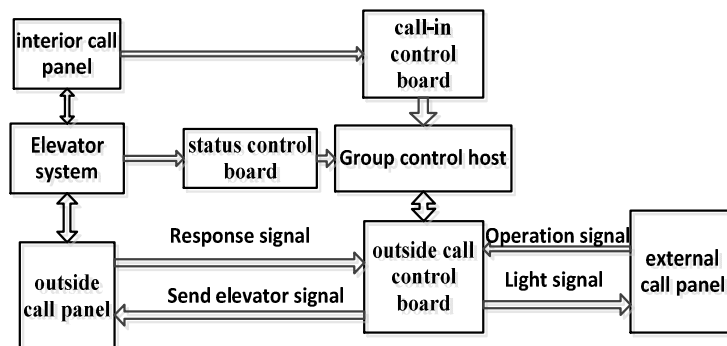 interior call
panel
call-in
control
board
Elevator
system
status control
board
Group control host
Response signal
Operation signal
outside
call panel
outside call
control
board
external
call panel
Send elevator signal
Light signal